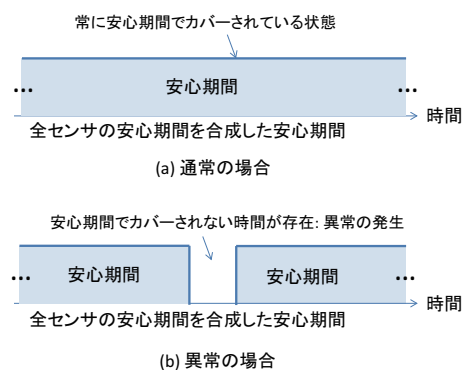 常に安心期間でカバーされている状態
… 安心期間 …
時間
全センサの安心期間を合成した安心期間
(a) 通常の場合
安心期間でカバーされない時間が存在: 異常の発生
… 安心期間 安心期間 …
時間
全センサの安心期間を合成した安心期間
(b) 異常の場合